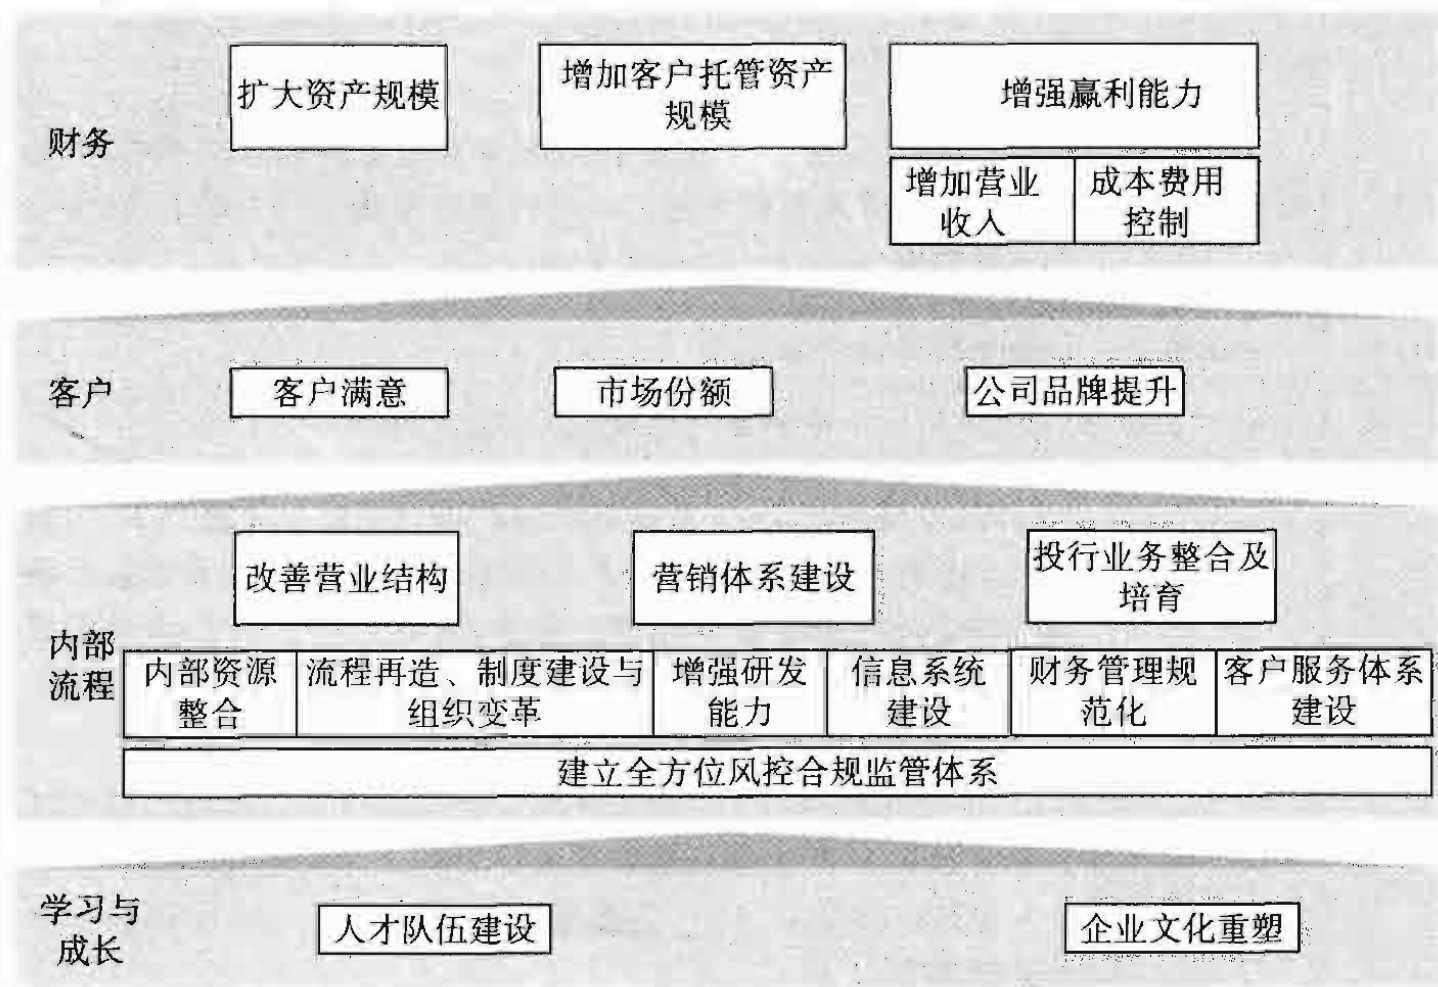 财务
扩大资产规模
增加客户托管资产
规模
增强赢利能力
增加营业
收人
成本费用
控制
客户
客户满意
市场份额
公司品牌提升
内部
流程
改善营业结构
营销体系建设
投行业务整合及
培育
内部资源
整合
流程再造、制度建设与
组织变革
增强研发
能力
信息系统
建设
财务管理规
范化
客户服务体系
建设
建立全方位风控合规监管体系
学习与
成长
人才队伍建设
企业文化重塑